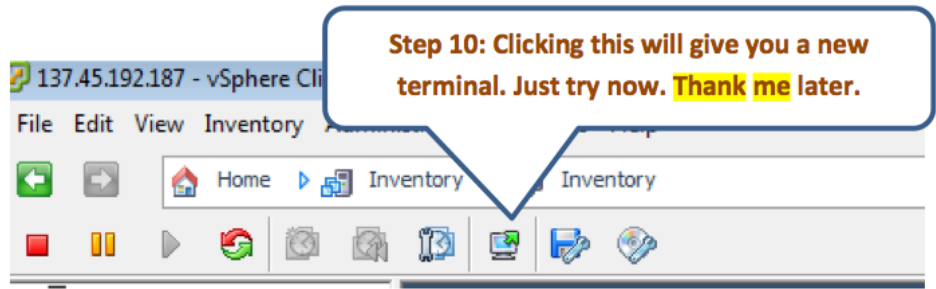 Step 10: Clicking this will give you a new
terminal. Just try now. Thank me later.
137.45.192.187 - vSphere Cli
File Edit View Inventory
Home Inventory Inventory